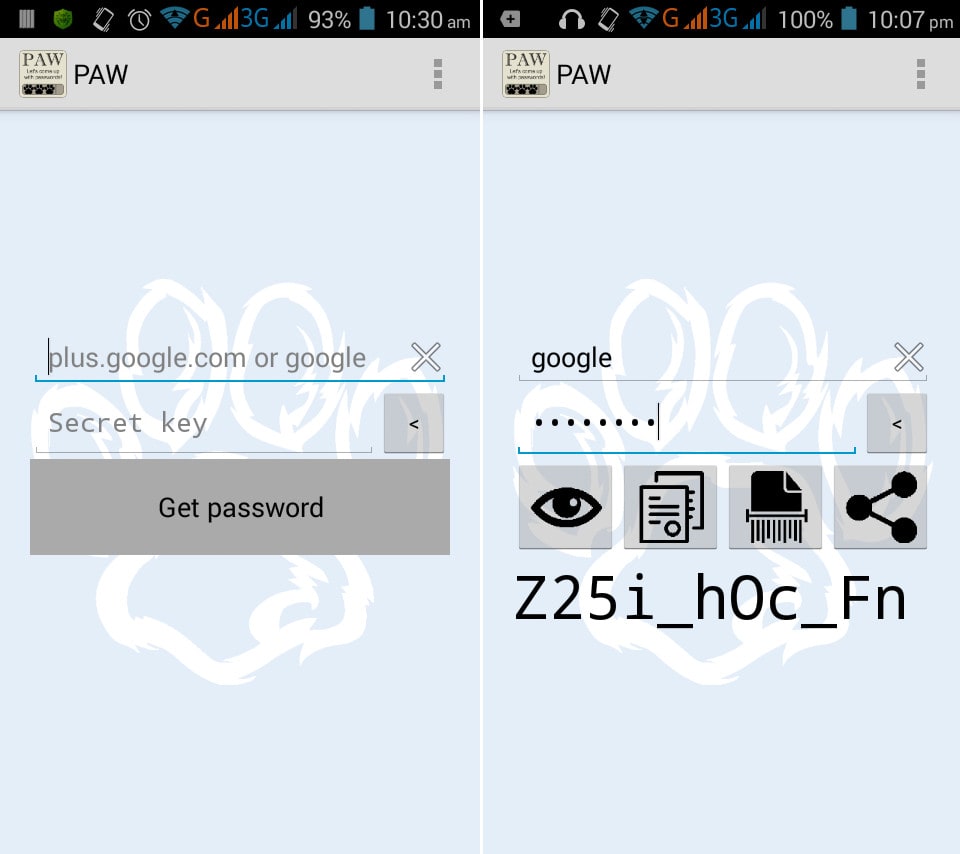 G 3G 93% 10:30 am
PAW
Let's come up
with passwords!
PAW
plus.google.com or google
Secret key
<
Get password
G 3G 100% 10:07 pm
PAW
Let's come up
with passwords!
PAW
google
••••••••
<
Z25i_hOc_Fn